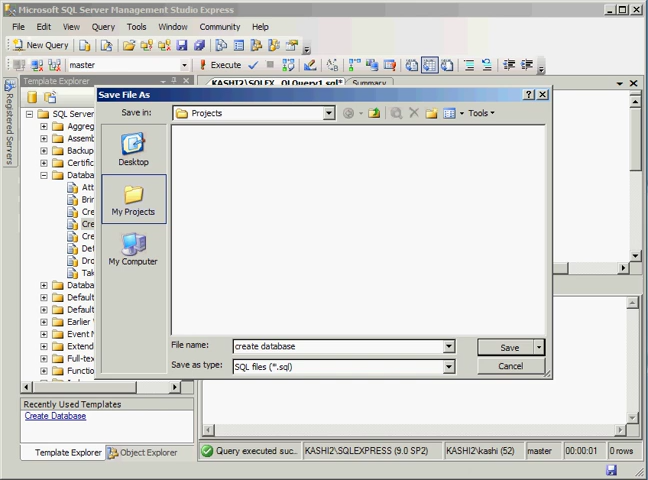 Microsoft SQL Server Management Studio Express
File Edit View Query Tools Window Community Help
New Query
master Execute
Template Explorer
KASHI2\SQLEX...QLQuery1.sql* Summary
Registered Servers
SQL Server
Aggreg
Assemb
Backup
Certific
Databa
Att
Brin
Cre
Cre
Cre
Det
Dro
Tak
Databa
Default
Default
Earlier
Event N
Extend
Full-tex
Functio
Save File As
Save in: Projects Tools
Desktop
My Projects
My Computer
File name: create database Save
Save as type: SQL files (*.sql) Cancel
Recently Used Templates
Create Database
Template Explorer Object Explorer
Query executed suc... KASHI2\SQLEXPRESS (9.0 SP2) KASHI2\kashi (52) master 00:00:01 0 rows